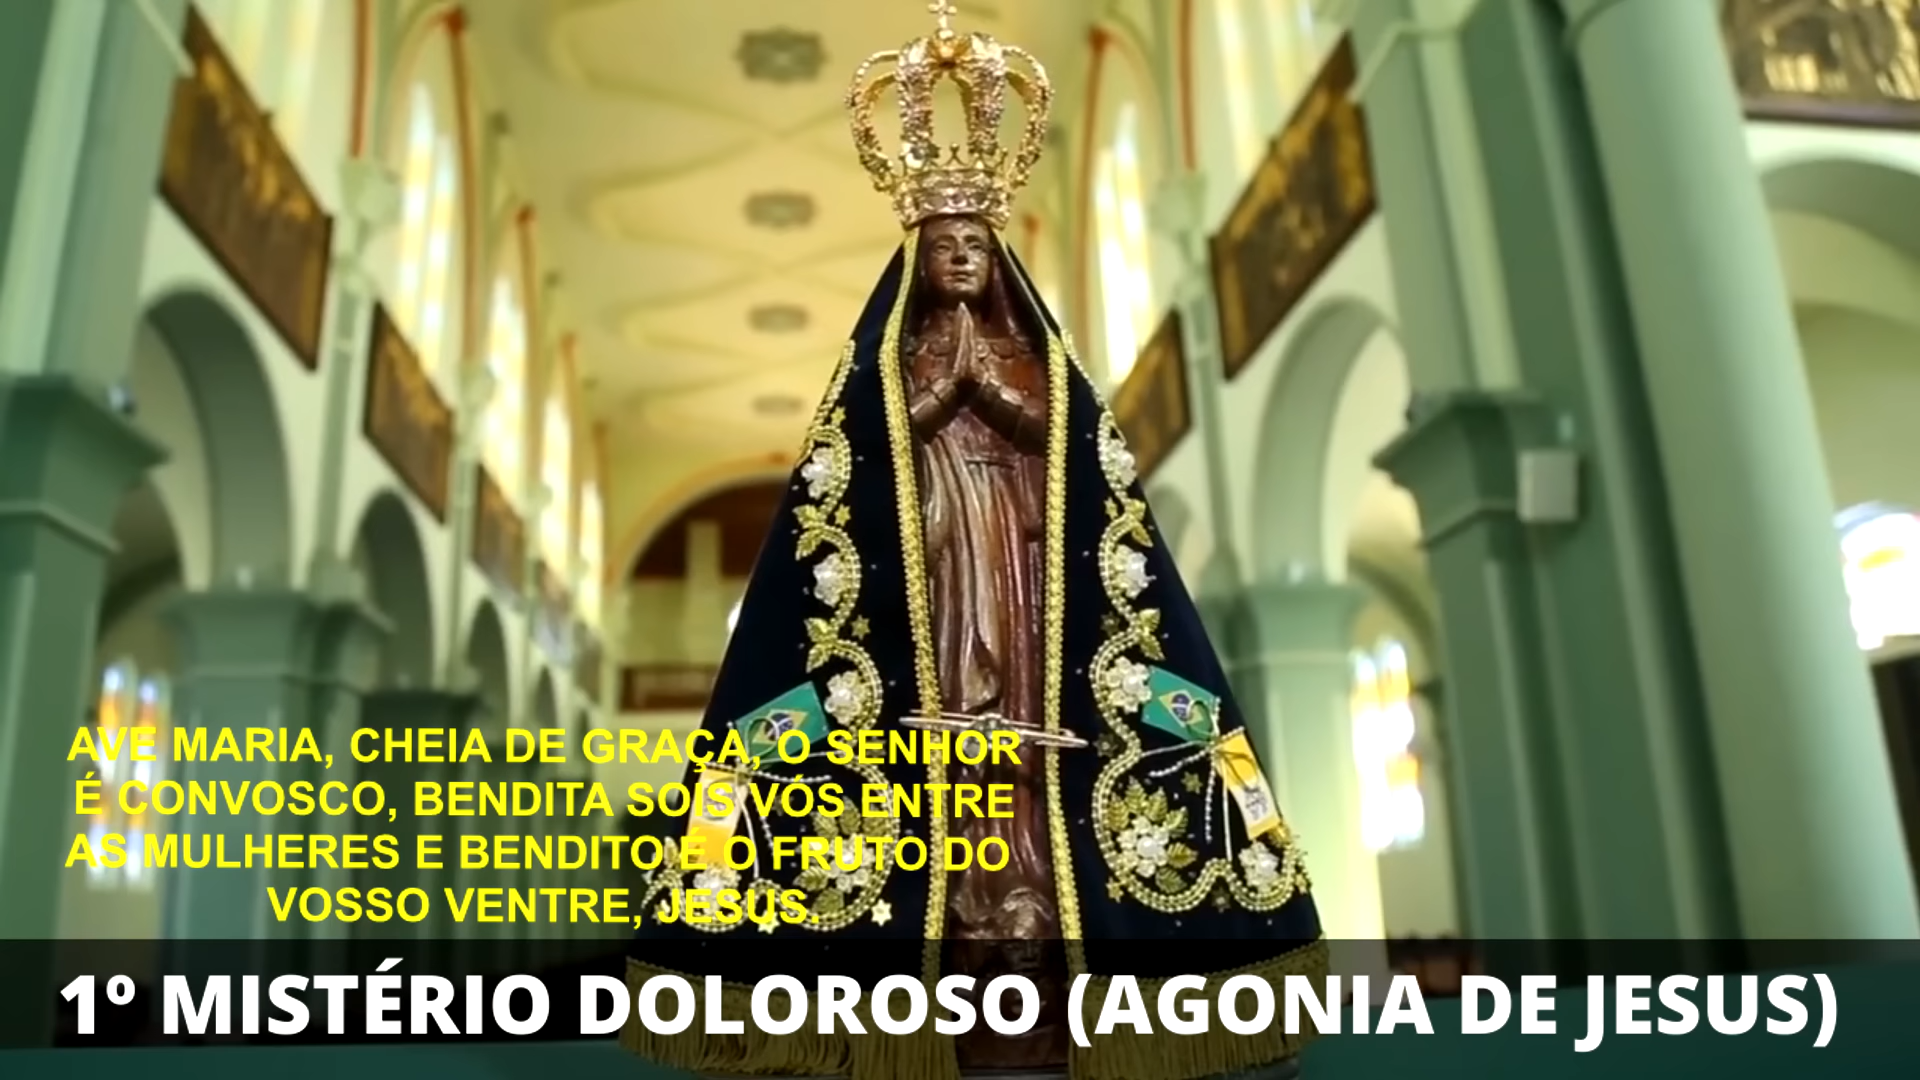 AVE MARIA, CHEIA DE GRAÇA, O SENHOR
É CONVOSCO, BENDITA SOIS VÓS ENTRE
AS MULHERES E BENDITO É O FRUTO DO
VOSSO VENTRE, JESUS.
1º MISTÉRIO DOLOROSO (AGONIA DE JESUS)